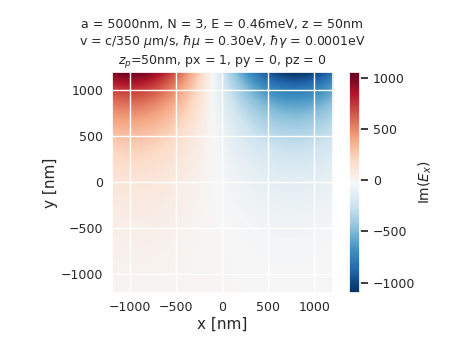 a = 5000nm, N = 3, E = 0.46meV, z = 50nm
v = c/350 μm/s, ħμ = 0.30eV, ħγ = 0.0001eV
z_p=50nm, px = 1, py = 0, pz = 0
1000
500
0
−500
−1000
y [nm]
−1000 −500 0 500 1000
x [nm]
1000
500
0
−500
−1000
Im(E_x)